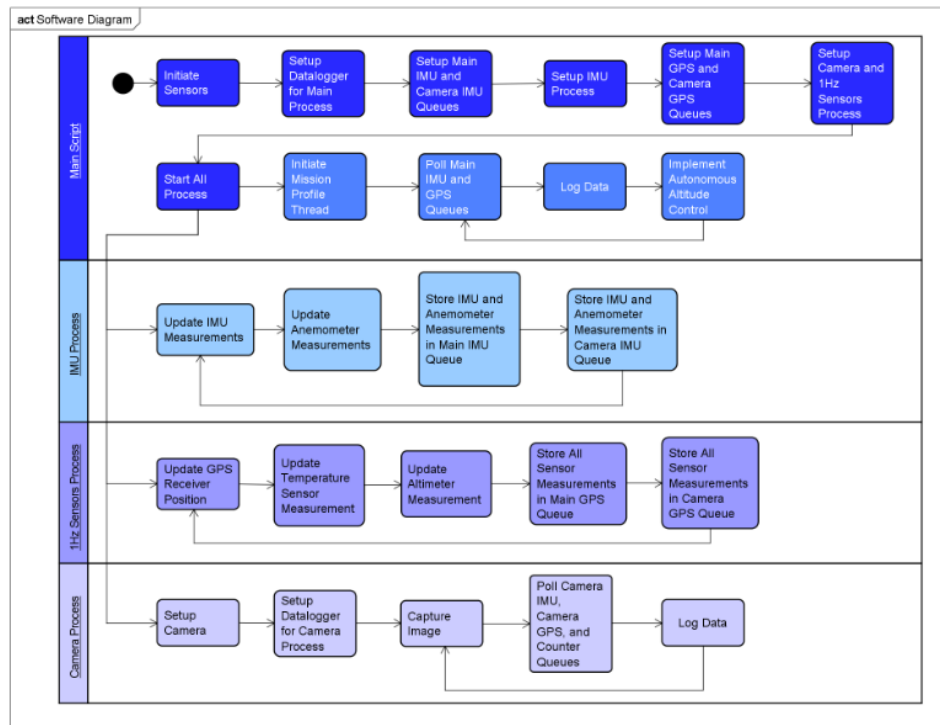 act Software Diagram
Main Script
Initiate
Sensors
Setup
Datalogger
for Main
Process
Setup Main
IMU and
Camera IMU
Queues
Setup IMU
Process
Setup Main
GPS and
Camera
GPS
Queues
Setup
Camera and
1Hz
Sensors
Process
Start All
Process
Initiate
Mission
Profile
Thread
Poll Main
IMU and
GPS
Queues
Log Data
Implement
Autonomous
Altitude
Control
IMU Process
Update IMU
Measurements
Update
Anemometer
Measurements
Store IMU and
Anemometer
Measurements
in Main IMU
Queue
Store IMU and
Anemometer
Measurements in
Camera IMU
Queue
1Hz Sensors Process
Update GPS
Receiver
Position
Update
Temperature
Sensor
Measurement
Update
Altimeter
Measurement
Store All
Sensor
Measurements
in Main GPS
Queue
Store All
Sensor
Measurements
in Camera
GPS Queue
Camera Process
Setup
Camera
Setup
Datalogger
for Camera
Process
Capture
Image
Poll Camera
IMU,
Camera
GPS, and
Counter
Queues
Log Data